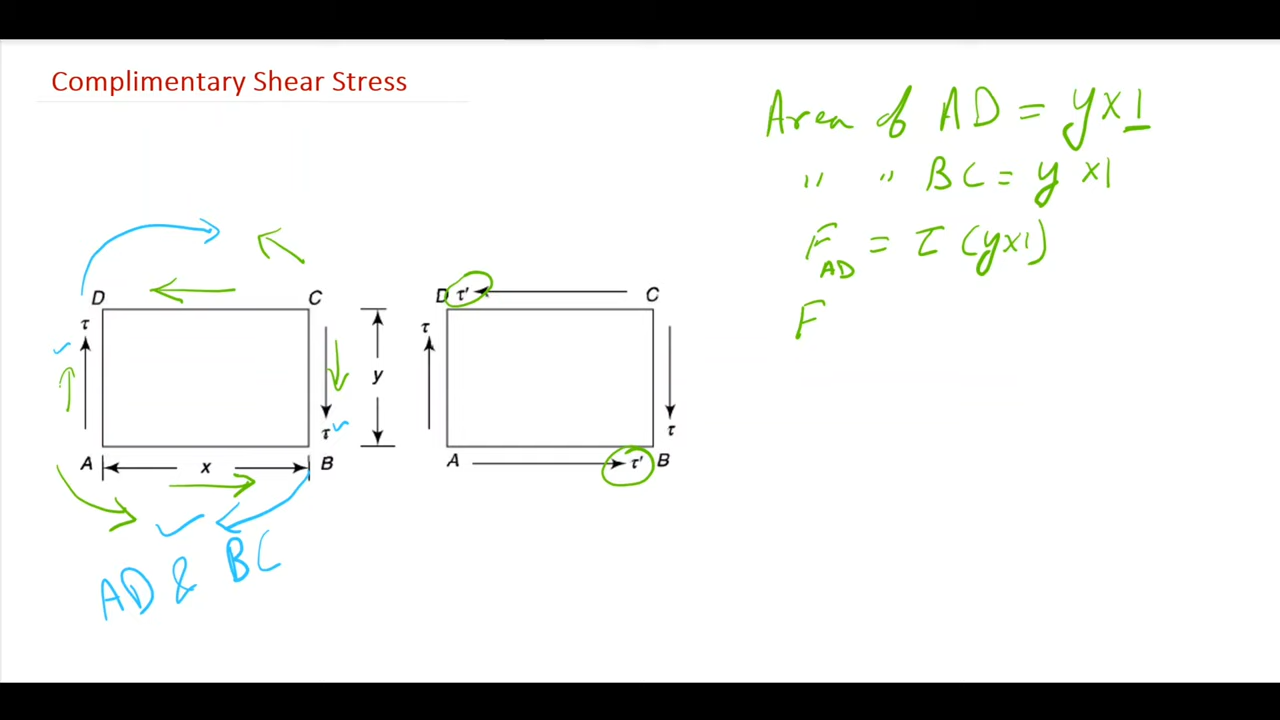 Complimentary Shear Stress
Area of AD = y×1
" " BC = y ×1
F_AD = τ (y×1)
F
D C
τ
y
τ
A x B
AD & BC
D τ' C
τ
τ
A τ' B